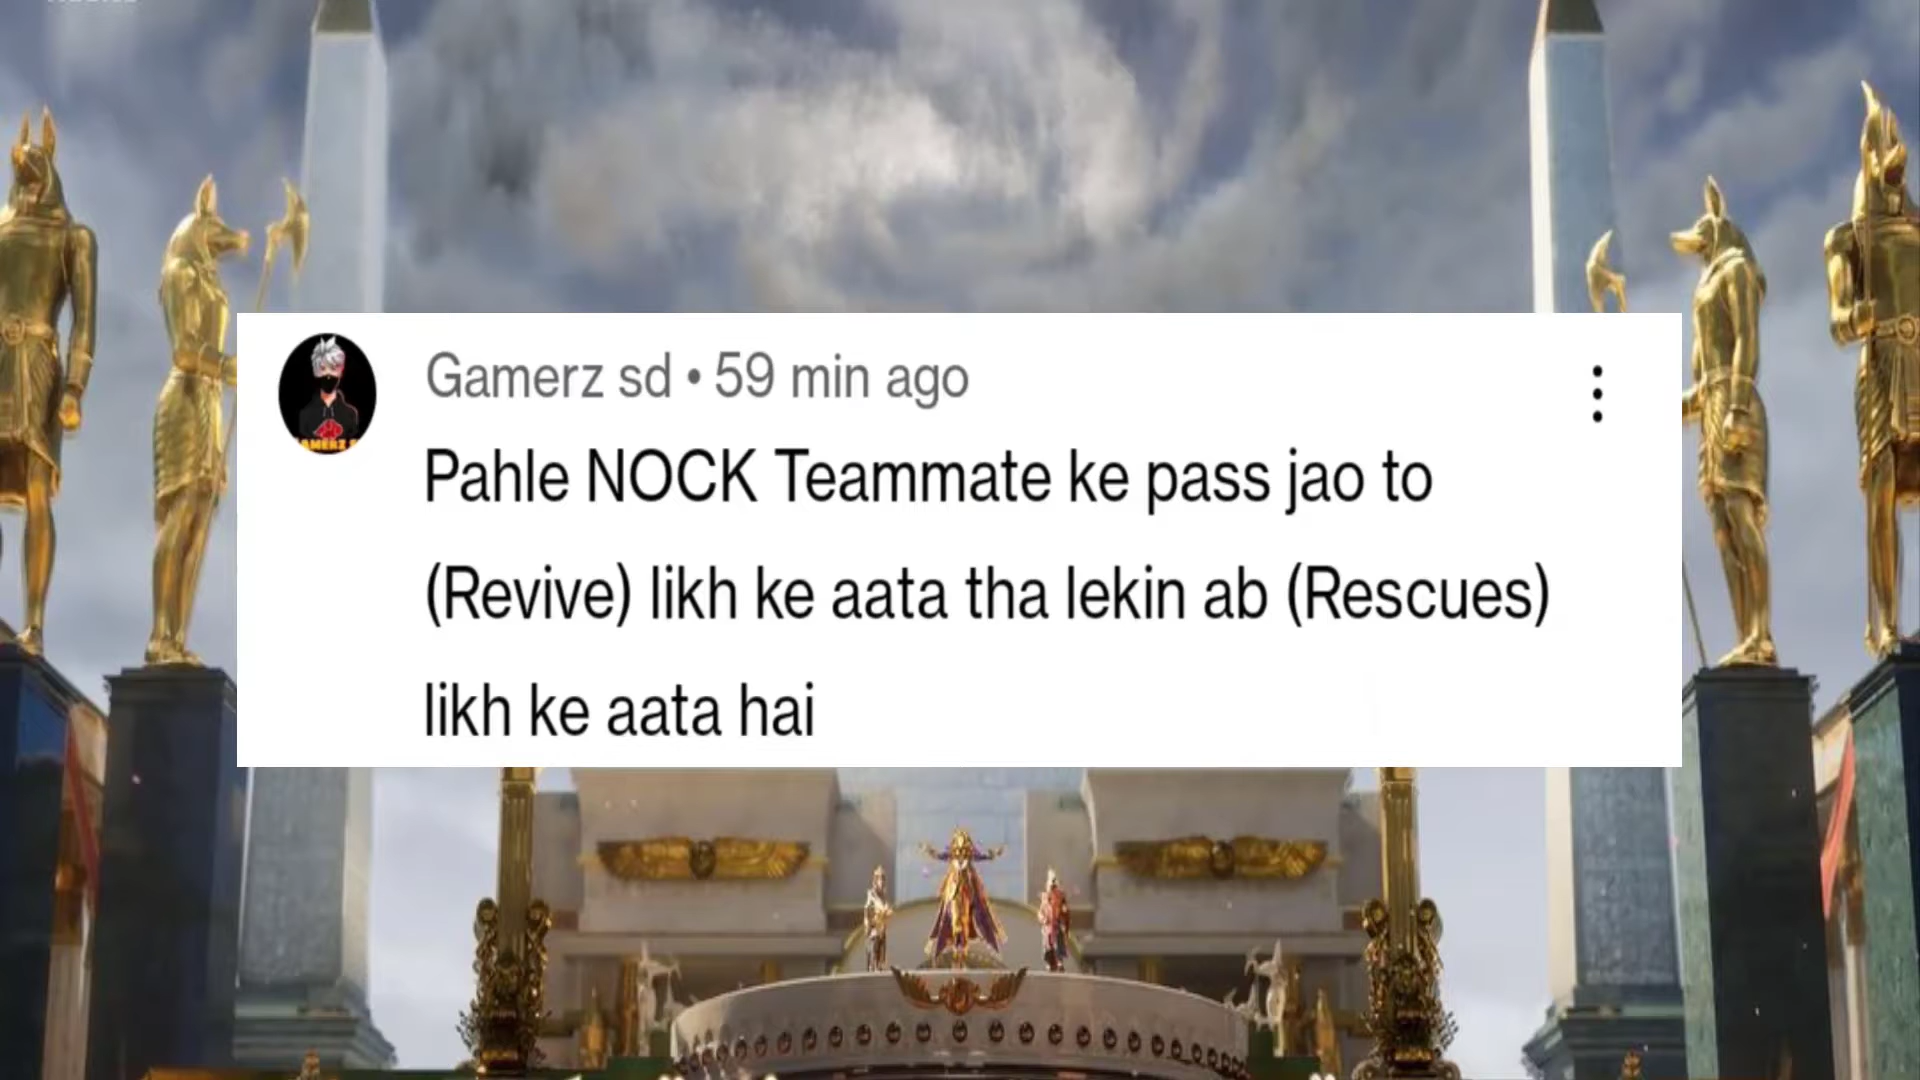 Gamerz sd • 59 min ago
Pahle NOCK Teammate ke pass jao to
(Revive) likh ke aata tha lekin ab (Rescues)
likh ke aata hai